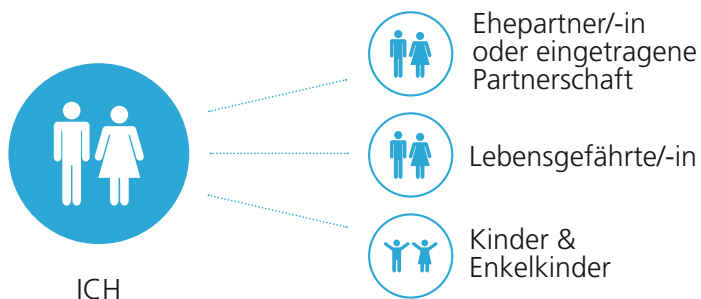 Ehepartner/-in
oder eingetragene
Partnerschaft
Lebensgefährte/-in
Kinder &
Enkelkinder
ICH